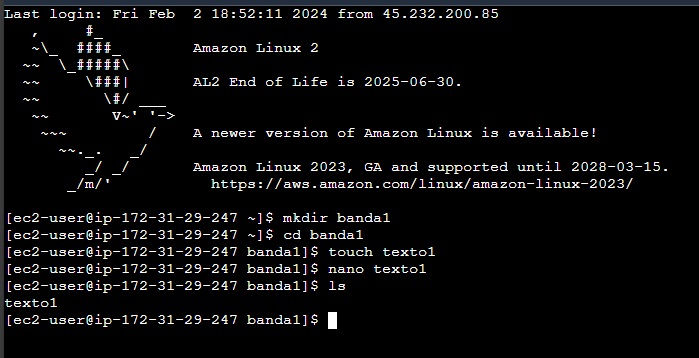 Last login: Fri Feb  2 18:52:11 2024 from 45.232.200.85
   ,     #_
   ~\_  ####_        Amazon Linux 2
  ~~  \_#####\
  ~~     \###|       AL2 End of Life is 2025-06-30.
  ~~       \#/ ___
   ~~       V~' '->
    ~~~         /    A newer version of Amazon Linux is available!
      ~~._.   _/
         _/ _/       Amazon Linux 2023, GA and supported until 2028-03-15.
       _/m/'           https://aws.amazon.com/linux/amazon-linux-2023/
[ec2-user@ip-172-31-29-247 ~]$ mkdir banda1
[ec2-user@ip-172-31-29-247 ~]$ cd banda1
[ec2-user@ip-172-31-29-247 banda1]$ touch texto1
[ec2-user@ip-172-31-29-247 banda1]$ nano texto1
[ec2-user@ip-172-31-29-247 banda1]$ ls
texto1
[ec2-user@ip-172-31-29-247 banda1]$